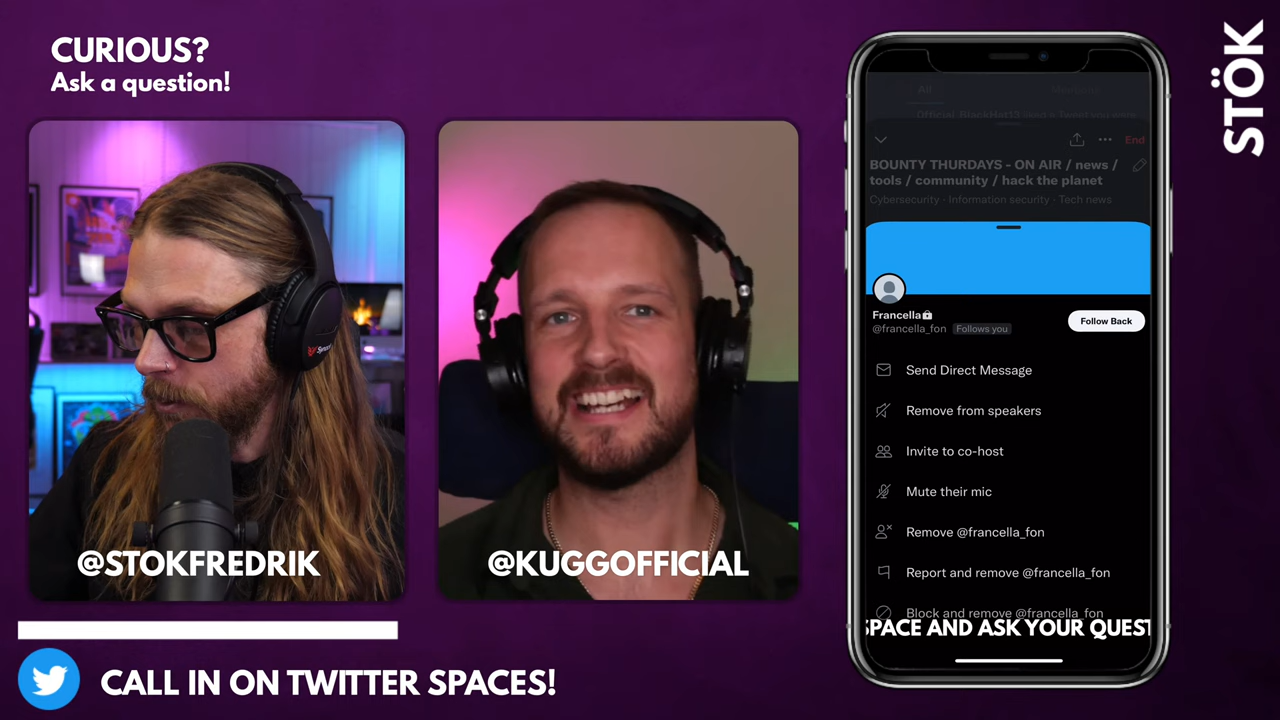 CURIOUS?
Ask a question!
@STOKFREDRIK
@KUGGOFFICIAL
CALL IN ON TWITTER SPACES!
All
End
BOUNTY THURDAYS - ON AIR / news /
tools / community / hack the planet
Cybersecurity · Information security · Tech news
Francella
@francella_fon Follows you
Follow Back
Send Direct Message
Remove from speakers
Invite to co-host
Mute their mic
Remove @francella_fon
Report and remove @francella_fon
Block and remove @francella_fon
SPACE AND ASK YOUR QUEST
STÖK